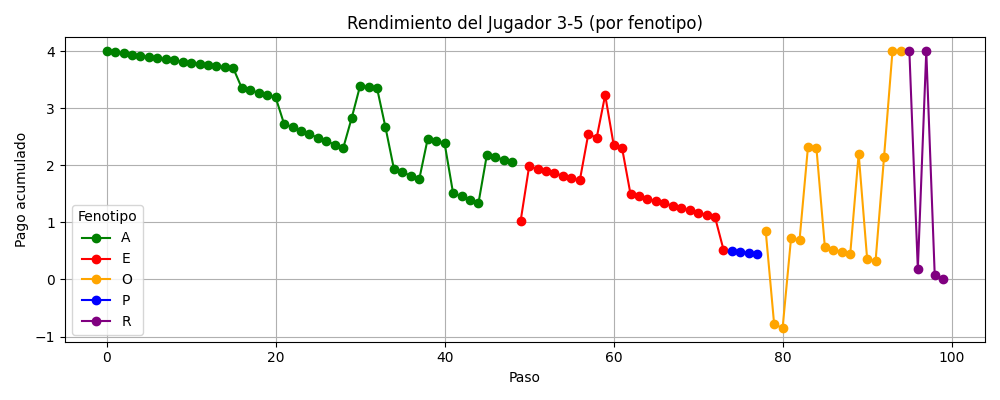 Rendimiento del Jugador 3-5 (por fenotipo)
Pago acumulado
4
3
2
1
0
−1
Fenotipo
A
E
O
P
R
0
20
40
60
80
100
Paso